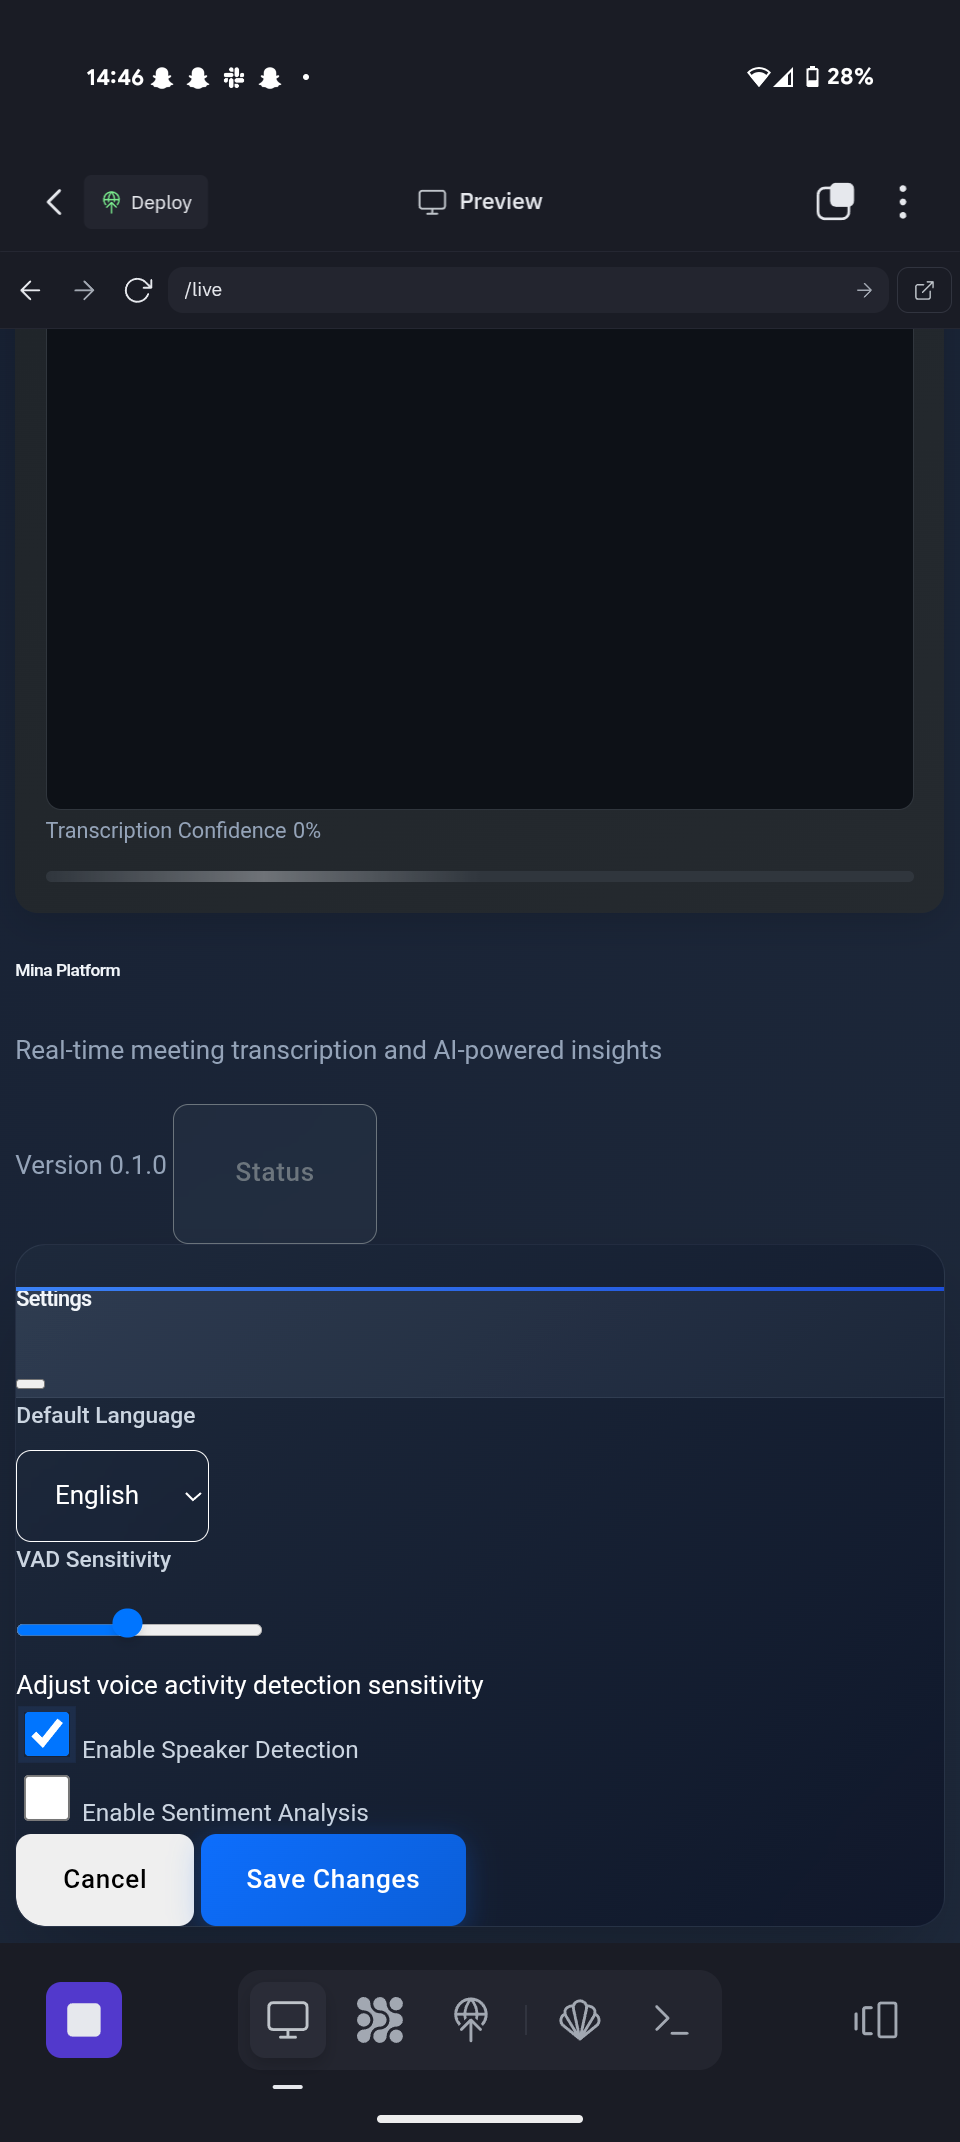 14:46
28%
Deploy
Preview
/live
Transcription Confidence 0%
Mina Platform
Real-time meeting transcription and AI-powered insights
Version 0.1.0
Status
Settings
Default Language
English
VAD Sensitivity
Adjust voice activity detection sensitivity
Enable Speaker Detection
Enable Sentiment Analysis
Cancel
Save Changes